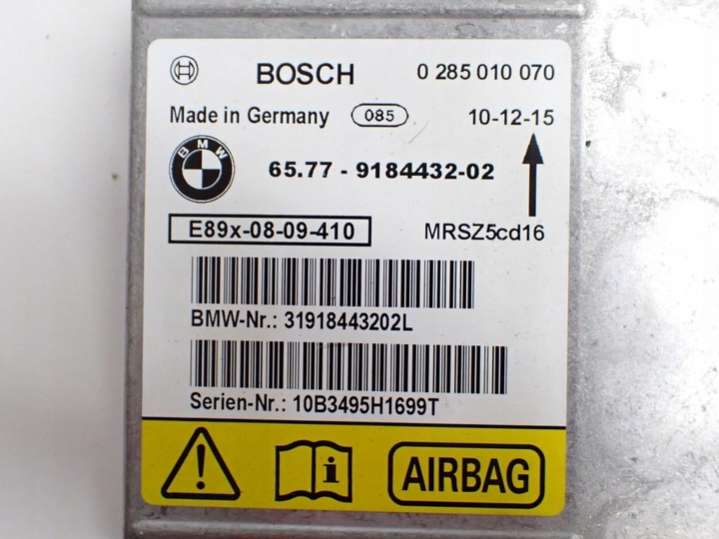 BOSCH 0 285 010 070
Made in Germany 085 10-12-15
BMW 65.77 - 9184432-02
E89x-08-09-410 MRSZ5cd16
BMW-Nr.: 31918443202L
Serien-Nr.: 10B3495H1699T
AIRBAG